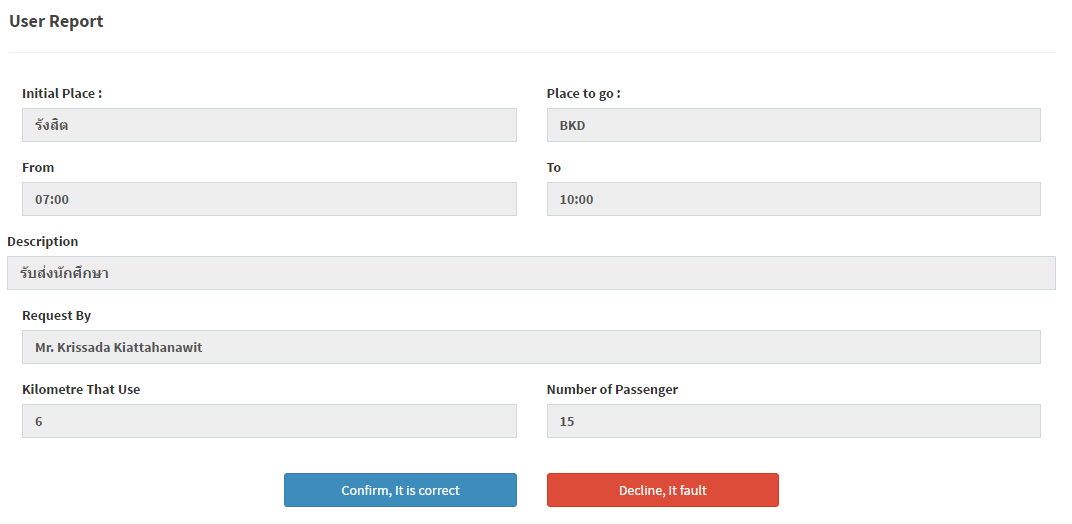 User Report
Initial Place :
Place to go :
รังสิต
BKD
From
To
07:00
10:00
Description
รับส่งนักศึกษา
Request By
Mr. Krissada Kiattahanawit
Kilometre That Use
Number of Passenger
6
15
Confirm, It is correct
Decline, It fault